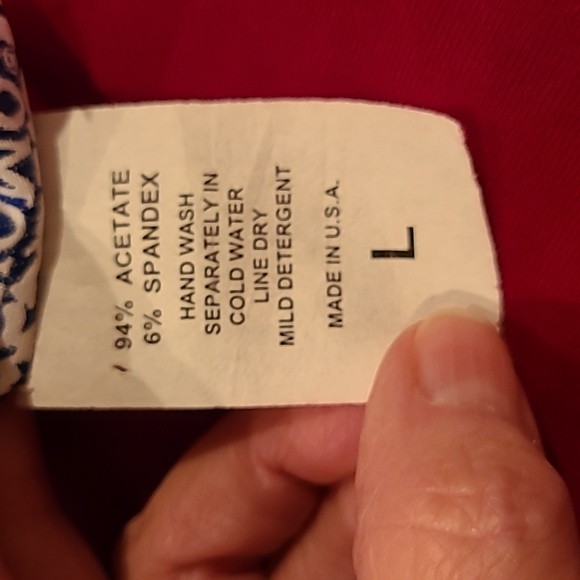 94% ACETATE
6% SPANDEX
HAND WASH
SEPARATELY IN
COLD WATER
LINE DRY
MILD DETERGENT
MADE IN U.S.A.
L